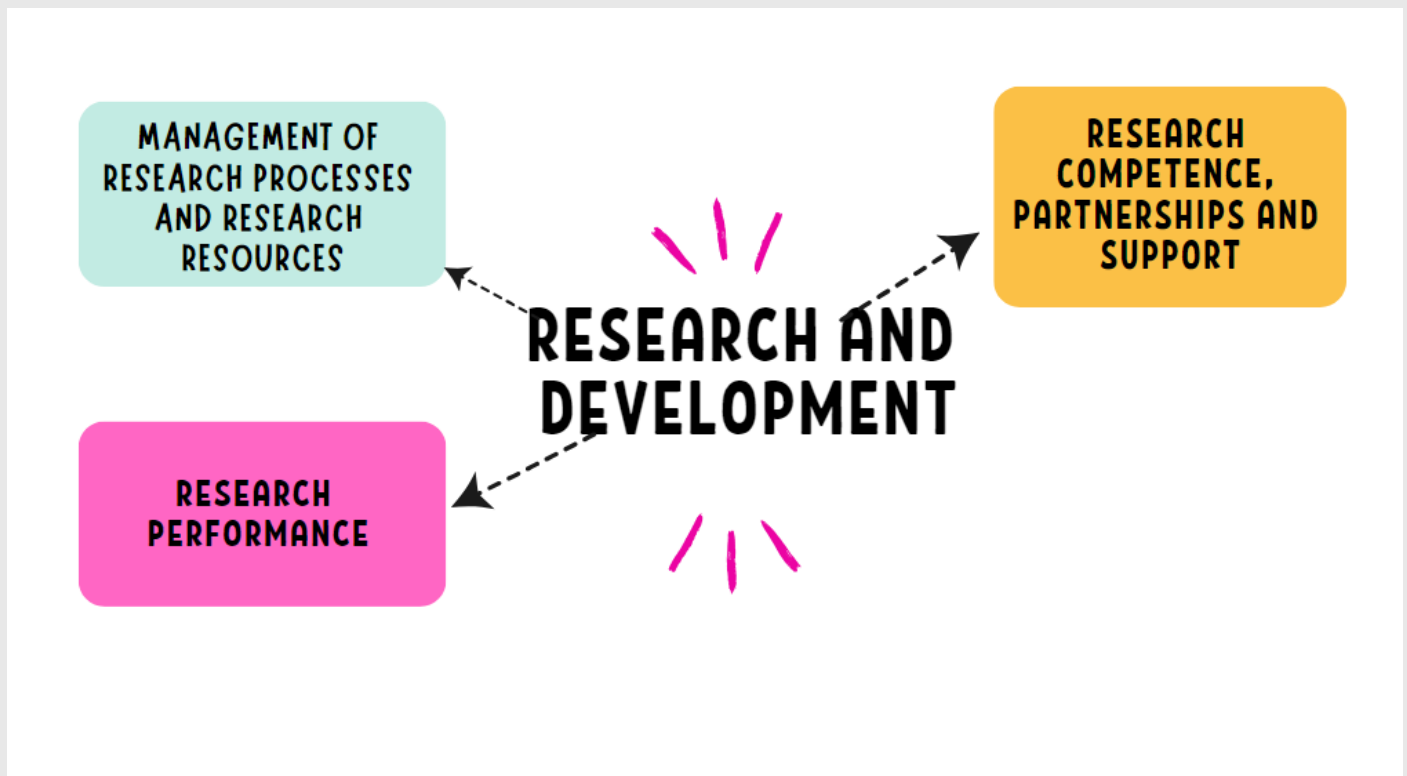 MANAGEMENT OF
RESEARCH PROCESSES
AND RESEARCH
RESOURCES
RESEARCH
COMPETENCE,
PARTNERSHIPS AND
SUPPORT
RESEARCH AND
DEVELOPMENT
RESEARCH
PERFORMANCE